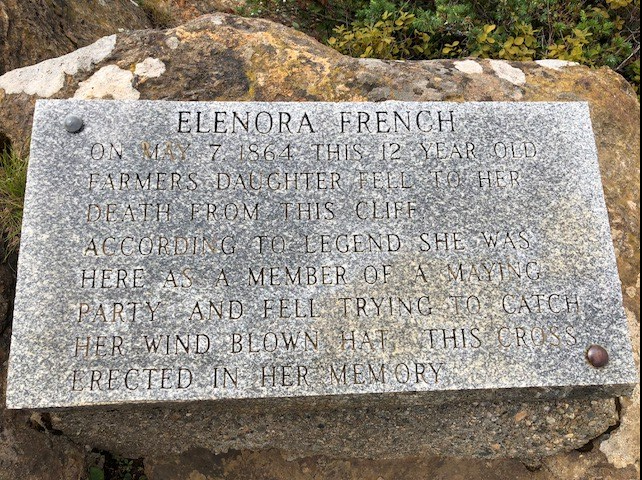 ELENORA FRENCH
ON MAY 7, 1864 THIS 12 YEAR OLD
FARMERS DAUGHTER FELL TO HER
DEATH FROM THIS CLIFF.
ACCORDING TO LEGEND SHE WAS
HERE AS A MEMBER OF A MAYING
PARTY AND FELL TRYING TO CATCH
HER WIND BLOWN HAT. THIS CROSS
ERECTED IN HER MEMORY